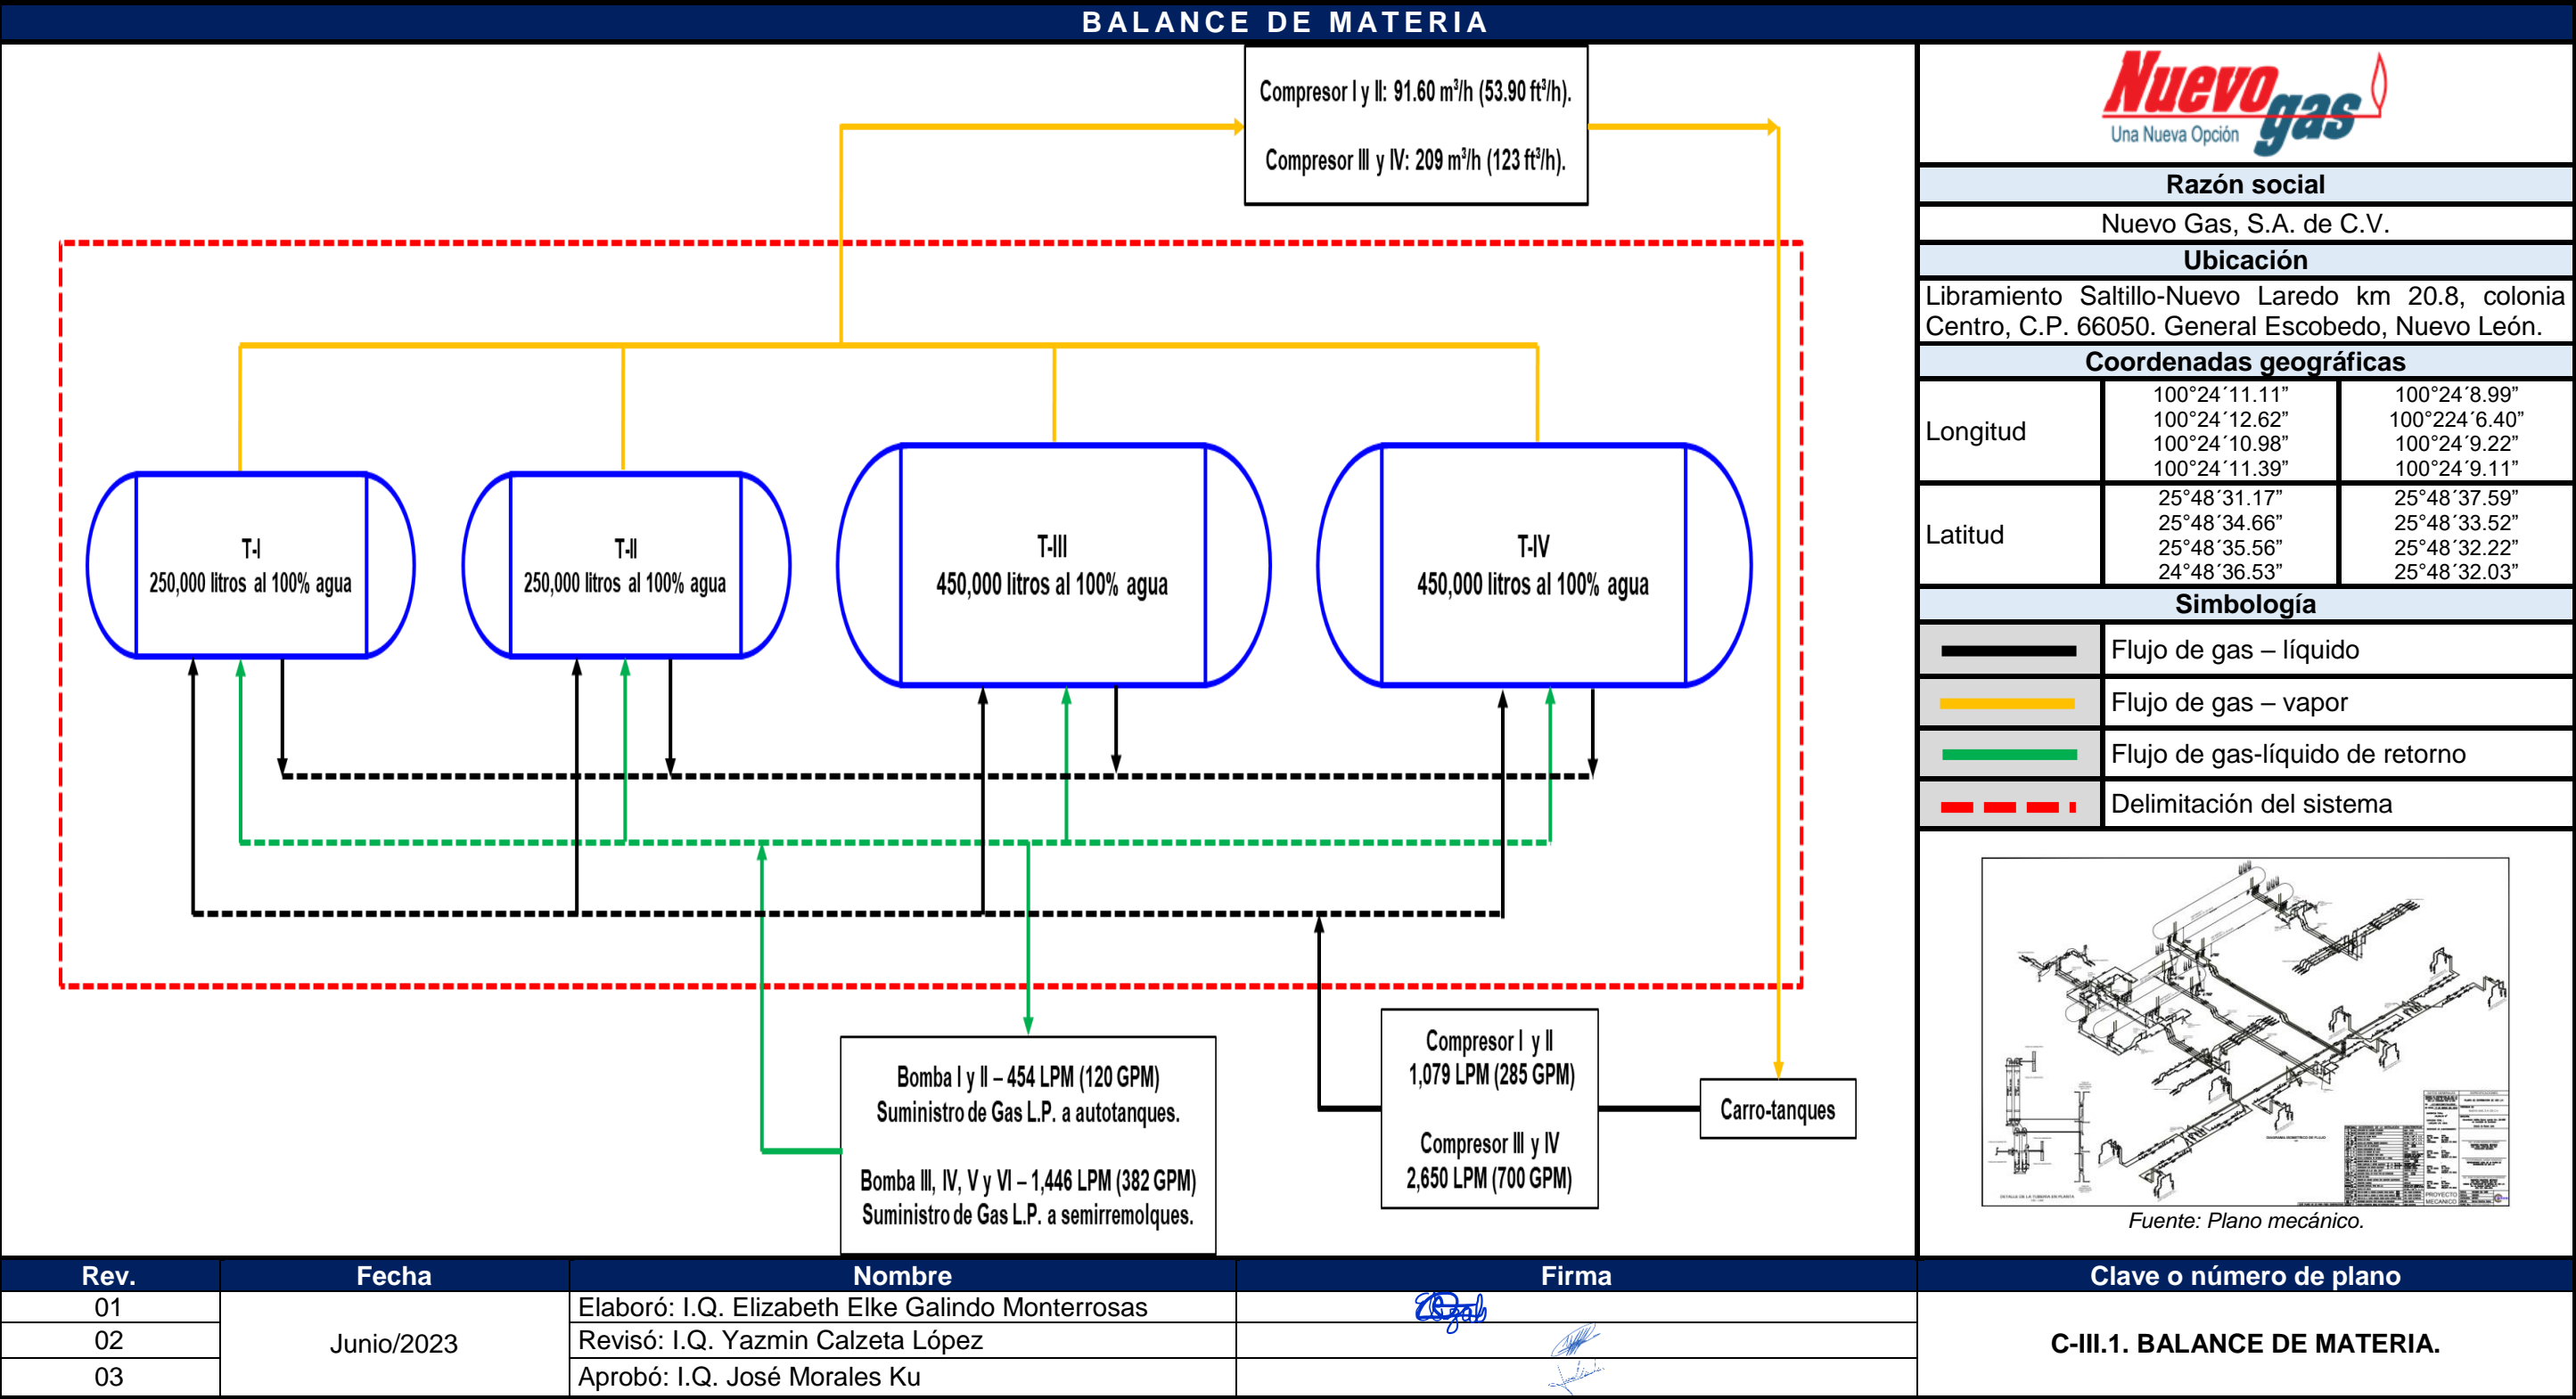 BALANCE DE MATERIA
Compresor I y II: 91.60 m³/h (53.90 ft³/h).
Compresor III y IV: 209 m³/h (123 ft³/h).
T-I
250,000 litros al 100% agua
T-II
250,000 litros al 100% agua
T-III
450,000 litros al 100% agua
T-IV
450,000 litros al 100% agua
Bomba I y II – 454 LPM (120 GPM)
Suministro de Gas L.P. a autotanques.
Bomba III, IV, V y VI – 1,446 LPM (382 GPM)
Suministro de Gas L.P. a semirremolques.
Compresor I y II
1,079 LPM (285 GPM)
Compresor III y IV
2,650 LPM (700 GPM)
Carro-tanques
Nuevo gas
Una Nueva Opción
Razón social
Nuevo Gas, S.A. de C.V.
Ubicación
Libramiento Saltillo-Nuevo Laredo km 20.8, colonia
Centro, C.P. 66050. General Escobedo, Nuevo León.
Coordenadas geográficas
Longitud
100°24´11.11” 100°24´8.99”
100°24´12.62” 100°224´6.40”
100°24´10.98” 100°24´9.22”
100°24´11.39” 100°24´9.11”
Latitud
25°48´31.17” 25°48´37.59”
25°48´34.66” 25°48´33.52”
25°48´35.56” 25°48´32.22”
24°48´36.53” 25°48´32.03”
Simbología
Flujo de gas – líquido
Flujo de gas – vapor
Flujo de gas-líquido de retorno
Delimitación del sistema
PROYECTO
MECANICO
Fuente: Plano mecánico.
Rev. Fecha Nombre Firma Clave o número de plano
01 Elaboró: I.Q. Elizabeth Elke Galindo Monterrosas
02 Junio/2023 Revisó: I.Q. Yazmin Calzeta López
03 Aprobó: I.Q. José Morales Ku
C-III.1. BALANCE DE MATERIA.